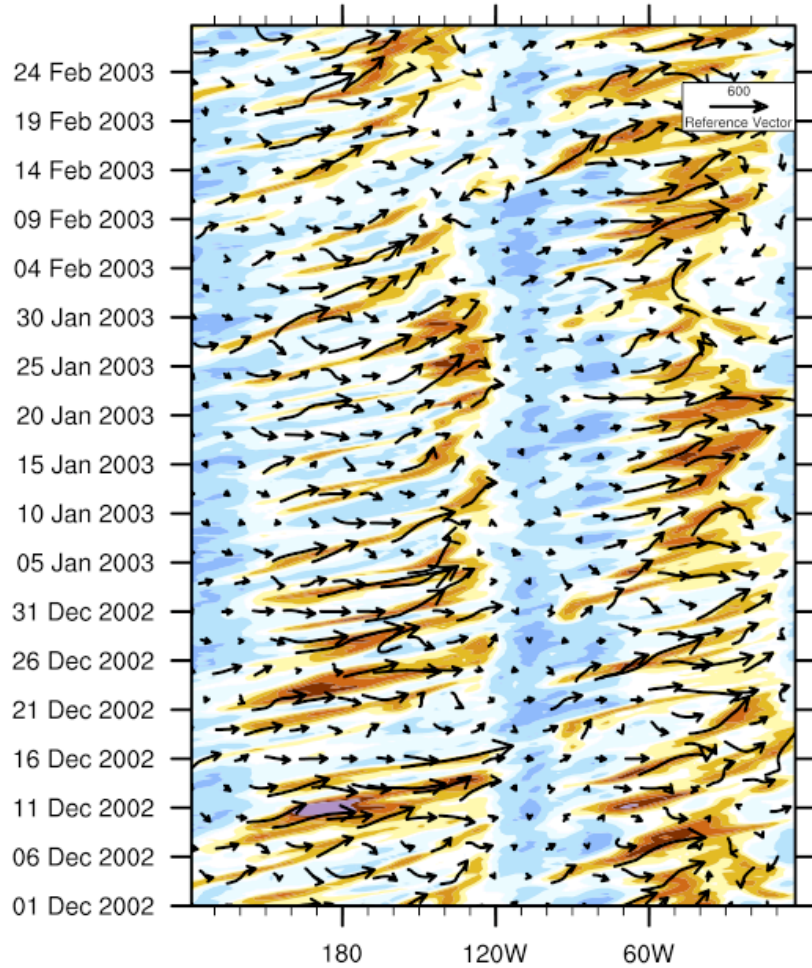 24 Feb 2003
600
Reference Vector
19 Feb 2003
14 Feb 2003
09 Feb 2003
04 Feb 2003
30 Jan 2003
25 Jan 2003
20 Jan 2003
15 Jan 2003
10 Jan 2003
05 Jan 2003
31 Dec 2002
26 Dec 2002
21 Dec 2002
16 Dec 2002
11 Dec 2002
06 Dec 2002
01 Dec 2002
180 120W 60W